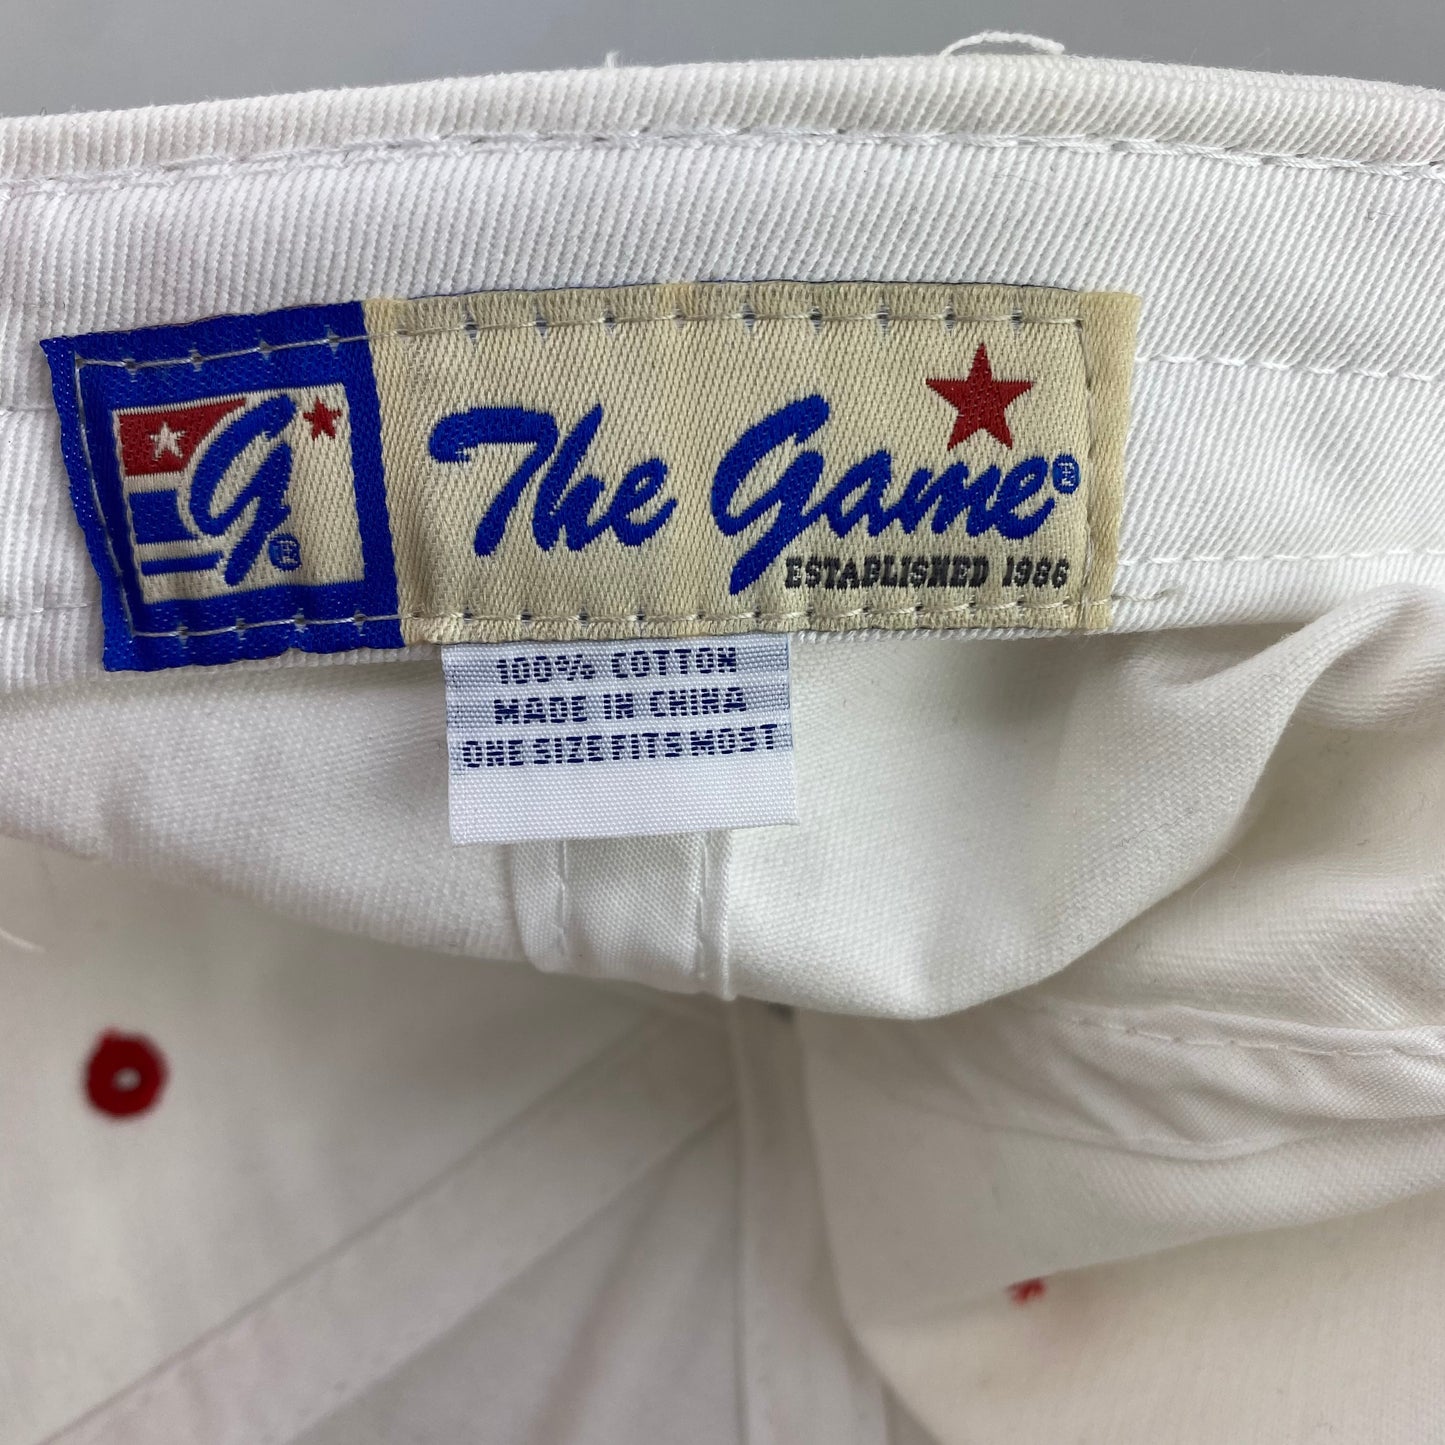 G®
The Game®
ESTABLISHED 1986
100% COTTON
MADE IN CHINA
ONE SIZE FITS MOST